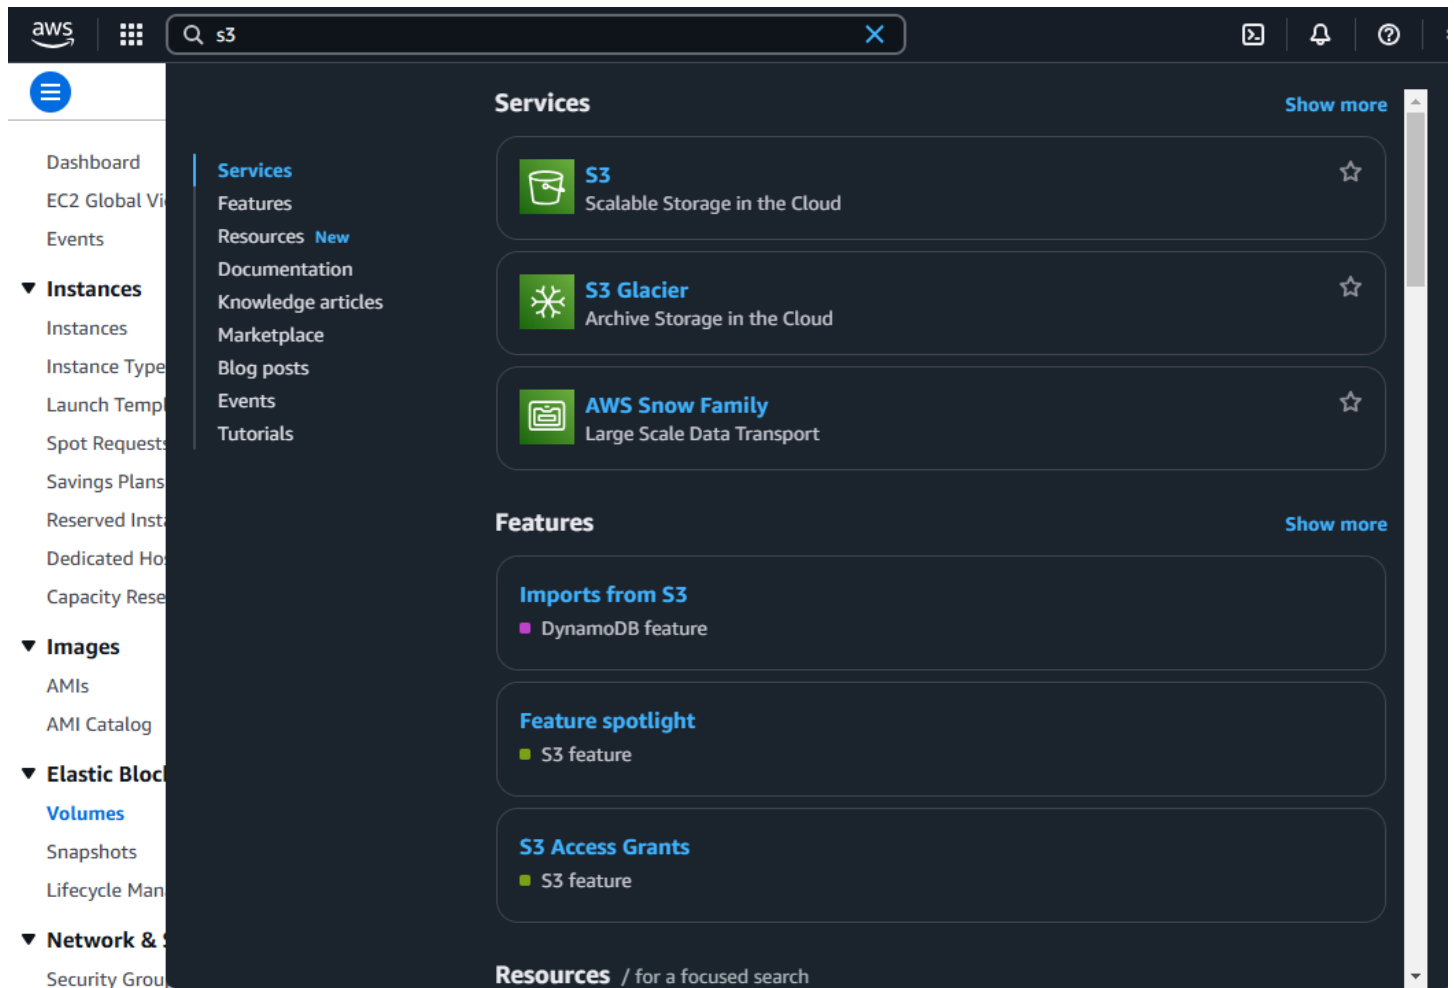 aws
s3
Dashboard
EC2 Global Vi
Events
Instances
Instances
Instance Type
Launch Templ
Spot Requests
Savings Plans
Reserved Insta
Dedicated Hos
Capacity Rese
Images
AMIs
AMI Catalog
Elastic Block
Volumes
Snapshots
Lifecycle Man
Network & S
Security Grou
Services
Features
Resources New
Documentation
Knowledge articles
Marketplace
Blog posts
Events
Tutorials
Services Show more
S3
Scalable Storage in the Cloud
S3 Glacier
Archive Storage in the Cloud
AWS Snow Family
Large Scale Data Transport
Features Show more
Imports from S3
DynamoDB feature
Feature spotlight
S3 feature
S3 Access Grants
S3 feature
Resources / for a focused search